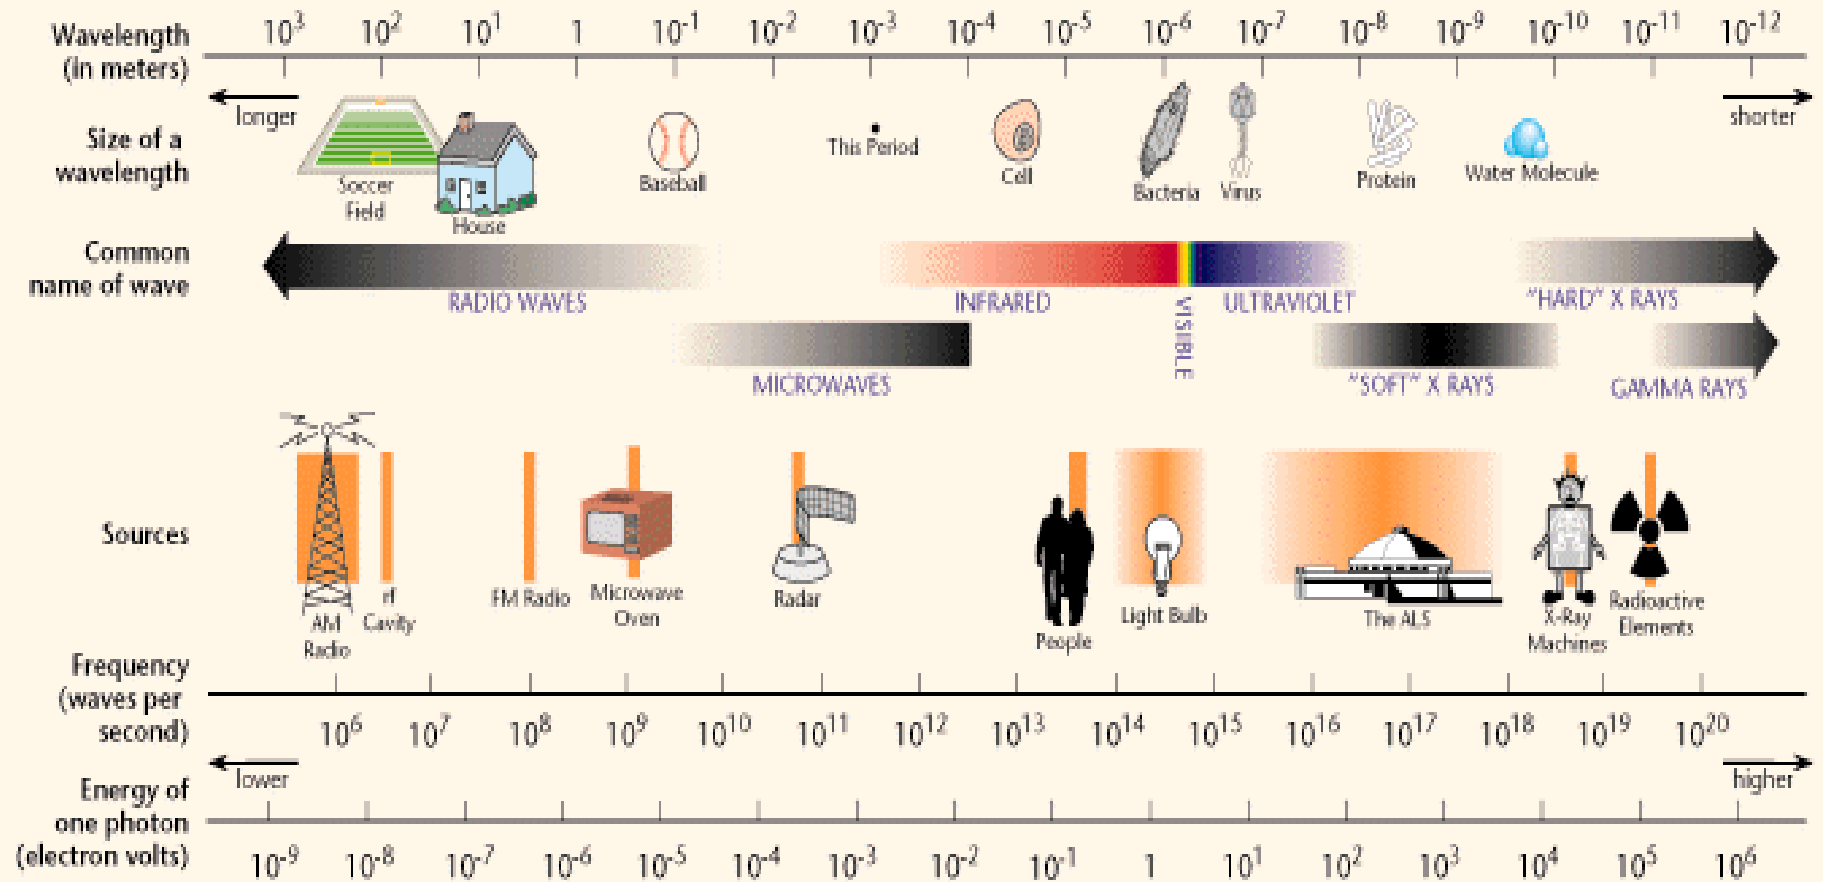 Wavelength
(in meters)
10³ 10² 10¹ 1 10⁻¹ 10⁻² 10⁻³ 10⁻⁴ 10⁻⁵ 10⁻⁶ 10⁻⁷ 10⁻⁸ 10⁻⁹ 10⁻¹⁰ 10⁻¹¹ 10⁻¹²
longer
shorter
Size of a
wavelength
Soccer
Field
House
Baseball
This Period
Cell
Bacteria
Virus
Protein
Water Molecule
Common
name of wave
RADIO WAVES
INFRARED
VISIBLE
ULTRAVIOLET
"HARD" X RAYS
MICROWAVES
"SOFT" X RAYS
GAMMA RAYS
Sources
AM
Radio
rf
Cavity
FM Radio
Microwave
Oven
Radar
People
Light Bulb
The ALS
X-Ray
Machines
Radioactive
Elements
Frequency
(waves per
second)
10⁶ 10⁷ 10⁸ 10⁹ 10¹⁰ 10¹¹ 10¹² 10¹³ 10¹⁴ 10¹⁵ 10¹⁶ 10¹⁷ 10¹⁸ 10¹⁹ 10²⁰
lower
higher
Energy of
one photon
(electron volts)
10⁻⁹ 10⁻⁸ 10⁻⁷ 10⁻⁶ 10⁻⁵ 10⁻⁴ 10⁻³ 10⁻² 10⁻¹ 1 10¹ 10² 10³ 10⁴ 10⁵ 10⁶